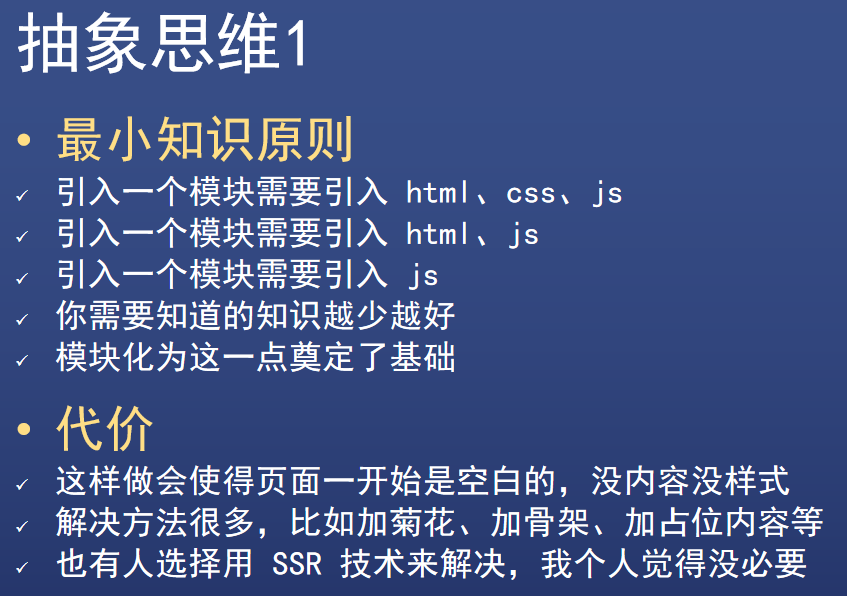 抽象思维1
• 最小知识原则
✓ 引入一个模块需要引入 html、css、js
✓ 引入一个模块需要引入 html、js
✓ 引入一个模块需要引入 js
✓ 你需要知道的知识越少越好
✓ 模块化为这一点奠定了基础
• 代价
✓ 这样做会使得页面一开始是空白的，没内容没样式
✓ 解决方法很多，比如加菊花、加骨架、加占位内容等
✓ 也有人选择用 SSR 技术来解决，我个人觉得没必要